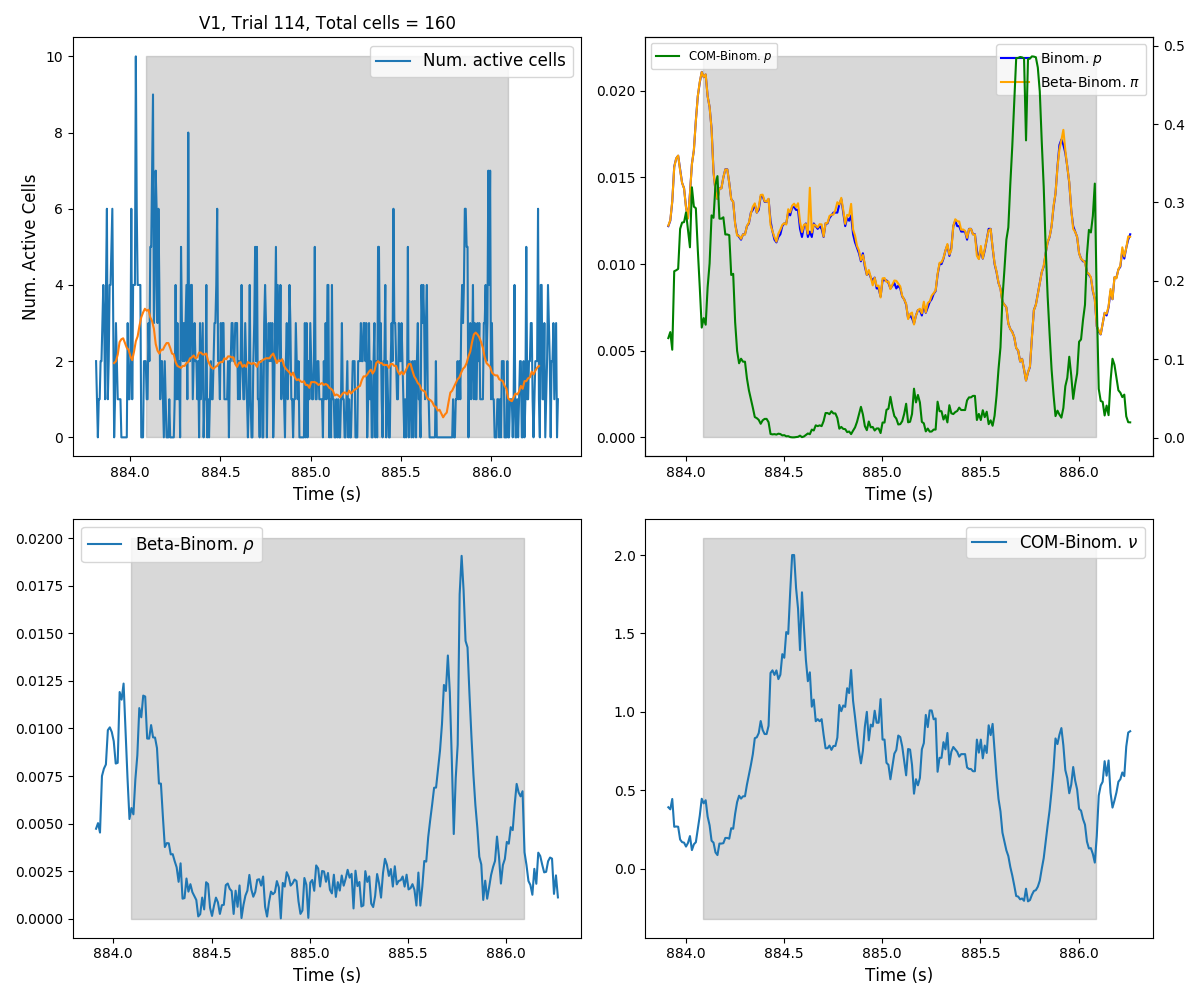 V1, Trial 114, Total cells = 160
Num. active cells
Num. Active Cells
10
8
6
4
2
0
884.0 884.5 885.0 885.5 886.0
Time (s)
COM-Binom. p
Binom. p
Beta-Binom. π
0.020
0.015
0.010
0.005
0.000
0.5
0.4
0.3
0.2
0.1
0.0
884.0 884.5 885.0 885.5 886.0
Time (s)
Beta-Binom. ρ
0.0200
0.0175
0.0150
0.0125
0.0100
0.0075
0.0050
0.0025
0.0000
884.0 884.5 885.0 885.5 886.0
Time (s)
COM-Binom. ν
2.0
1.5
1.0
0.5
0.0
884.0 884.5 885.0 885.5 886.0
Time (s)